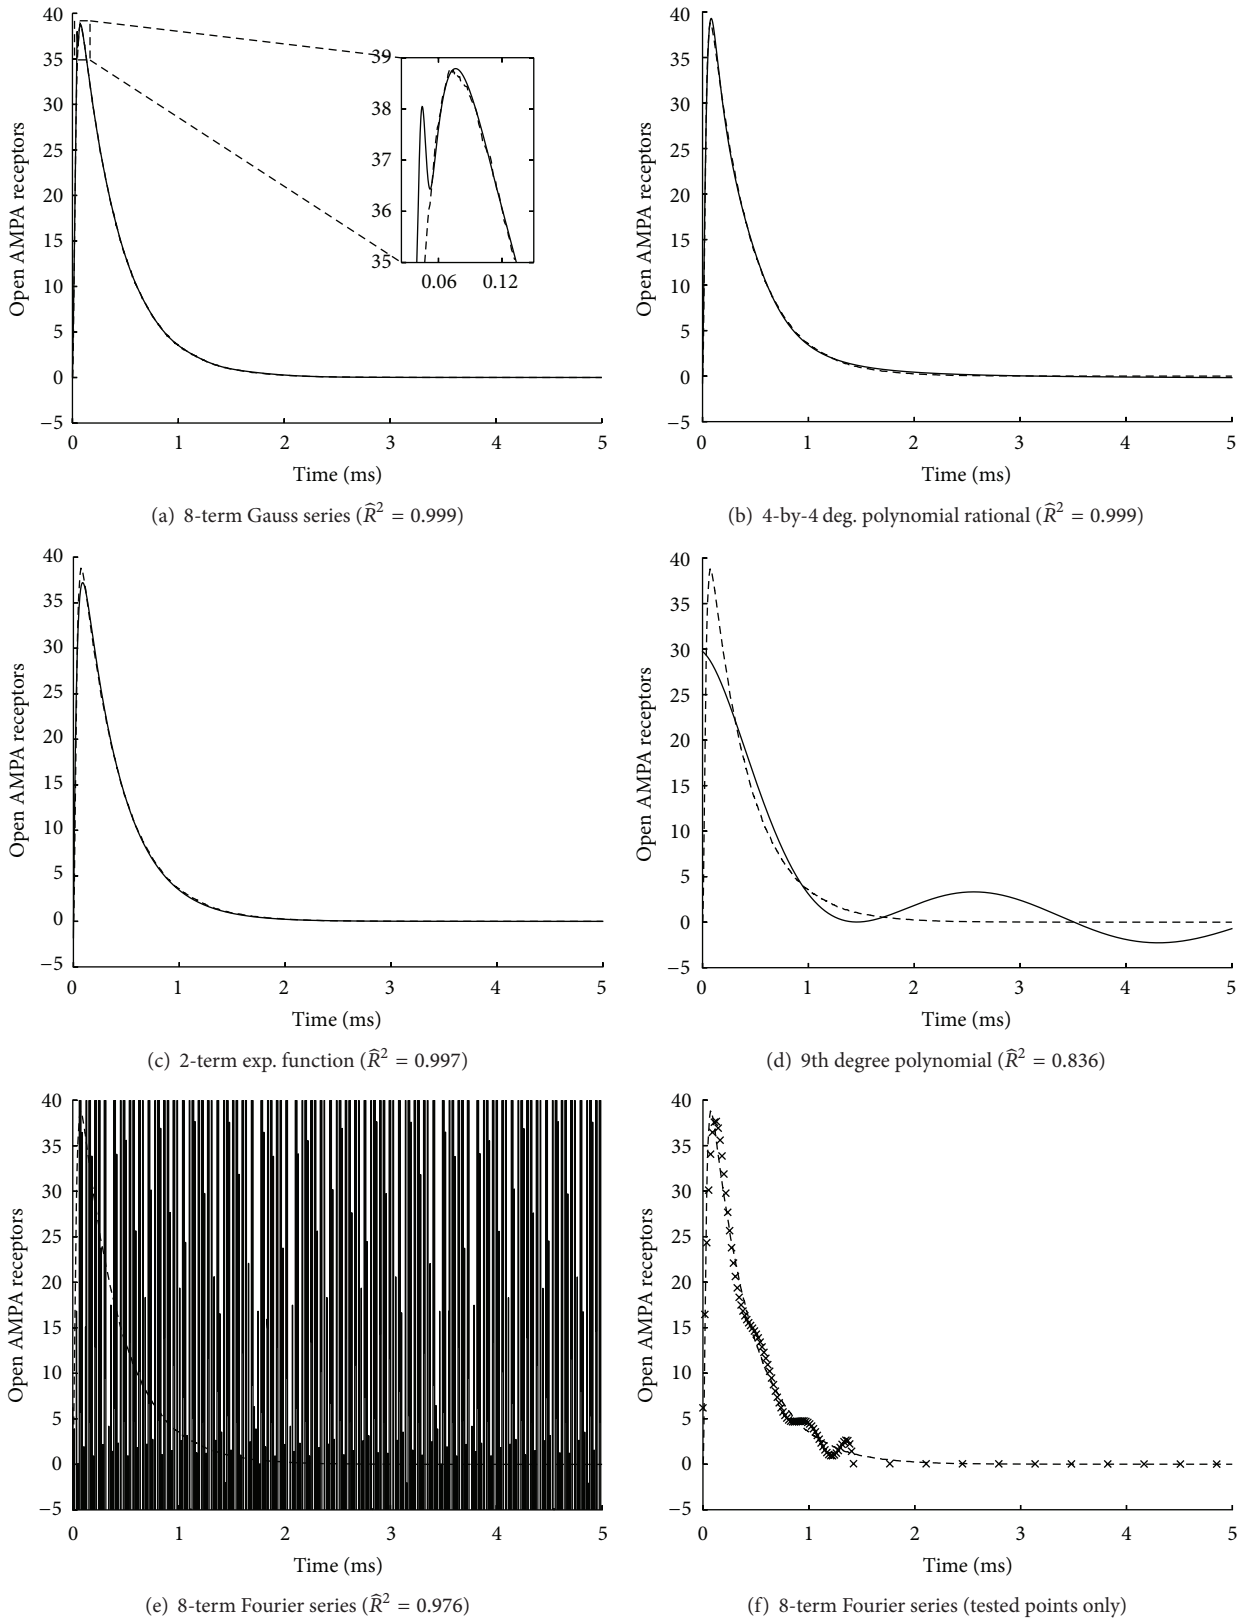 40
35
30
25
20
15
10
5
0
−5
Open AMPA receptors
0 1 2 3 4 5
Time (ms)
39
38
37
36
35
0.06 0.12
(a) 8-term Gauss series (R̂² = 0.999)
40
35
30
25
20
15
10
5
0
−5
Open AMPA receptors
0 1 2 3 4 5
Time (ms)
(b) 4-by-4 deg. polynomial rational (R̂² = 0.999)
40
35
30
25
20
15
10
5
0
−5
Open AMPA receptors
0 1 2 3 4 5
Time (ms)
(c) 2-term exp. function (R̂² = 0.997)
40
35
30
25
20
15
10
5
0
−5
Open AMPA receptors
0 1 2 3 4 5
Time (ms)
(d) 9th degree polynomial (R̂² = 0.836)
40
35
30
25
20
15
10
5
0
−5
Open AMPA receptors
0 1 2 3 4 5
Time (ms)
(e) 8-term Fourier series (R̂² = 0.976)
40
35
30
25
20
15
10
5
0
−5
Open AMPA receptors
0 1 2 3 4 5
Time (ms)
(f) 8-term Fourier series (tested points only)